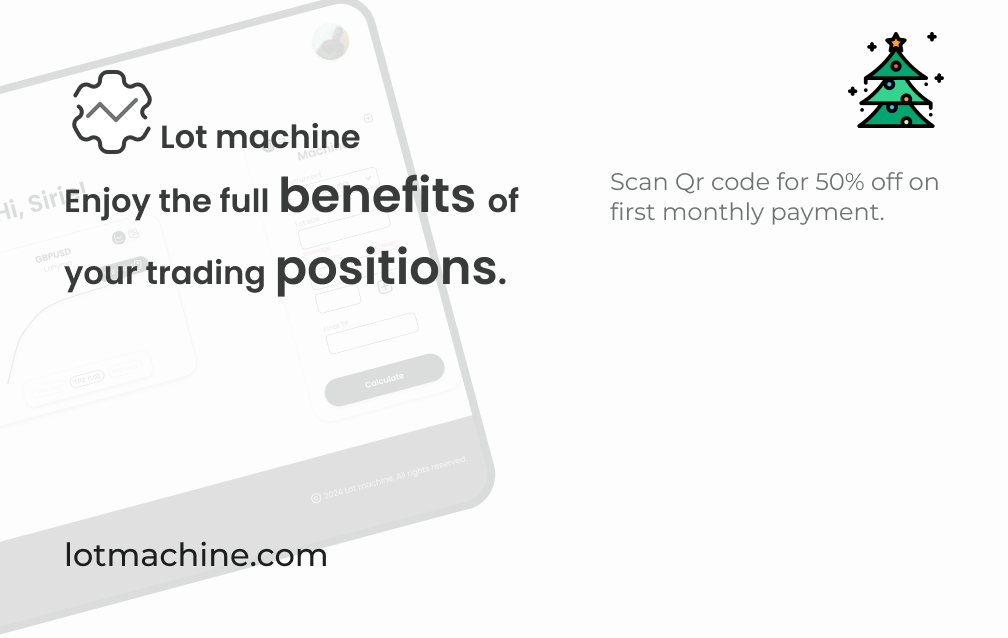 Lot machine
Enjoy the full benefits of
your trading positions.
Scan Qr code for 50% off on
first monthly payment.
Hi,
GBPUSD
Calculate
© 2024 Lot machine. All rights reserved.
lotmachine.com